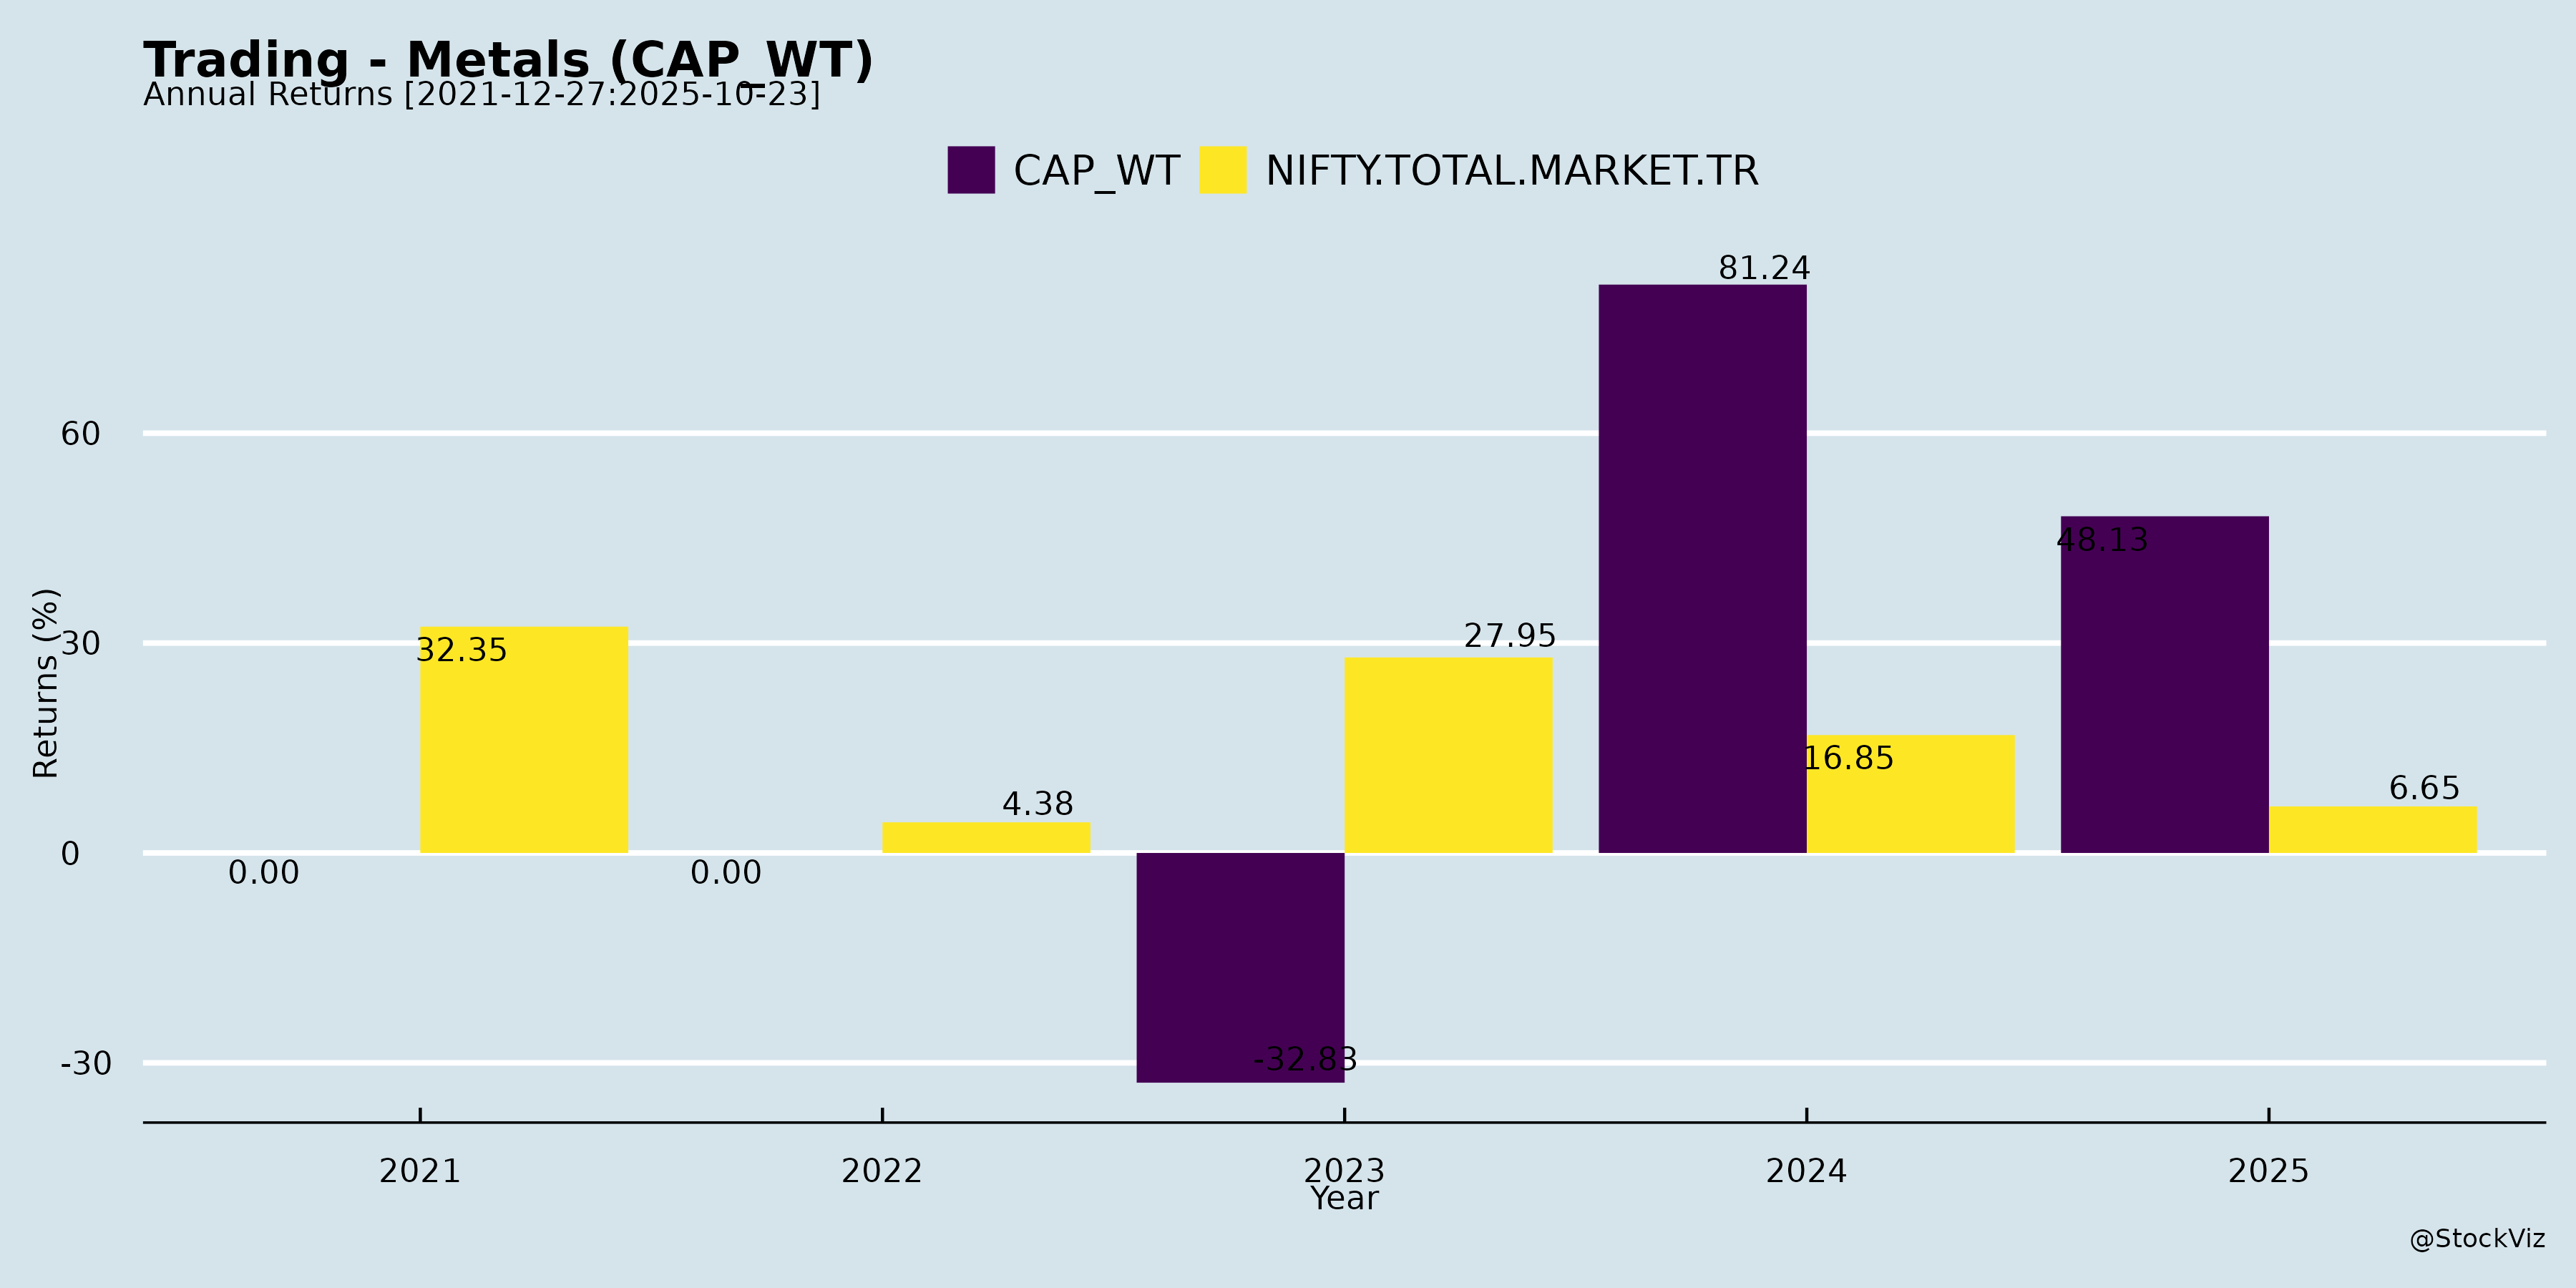 Trading - Metals (CAP_WT)
Annual Returns [2021-12-27:2025-10-23]
CAP_WT NIFTY.TOTAL.MARKET.TR
81.24
60
48.13
Returns (%)
30
32.35
27.95
16.85
4.38
6.65
0
0.00 0.00
-32.83
-30
2021 2022 2023 2024 2025
Year
@StockViz